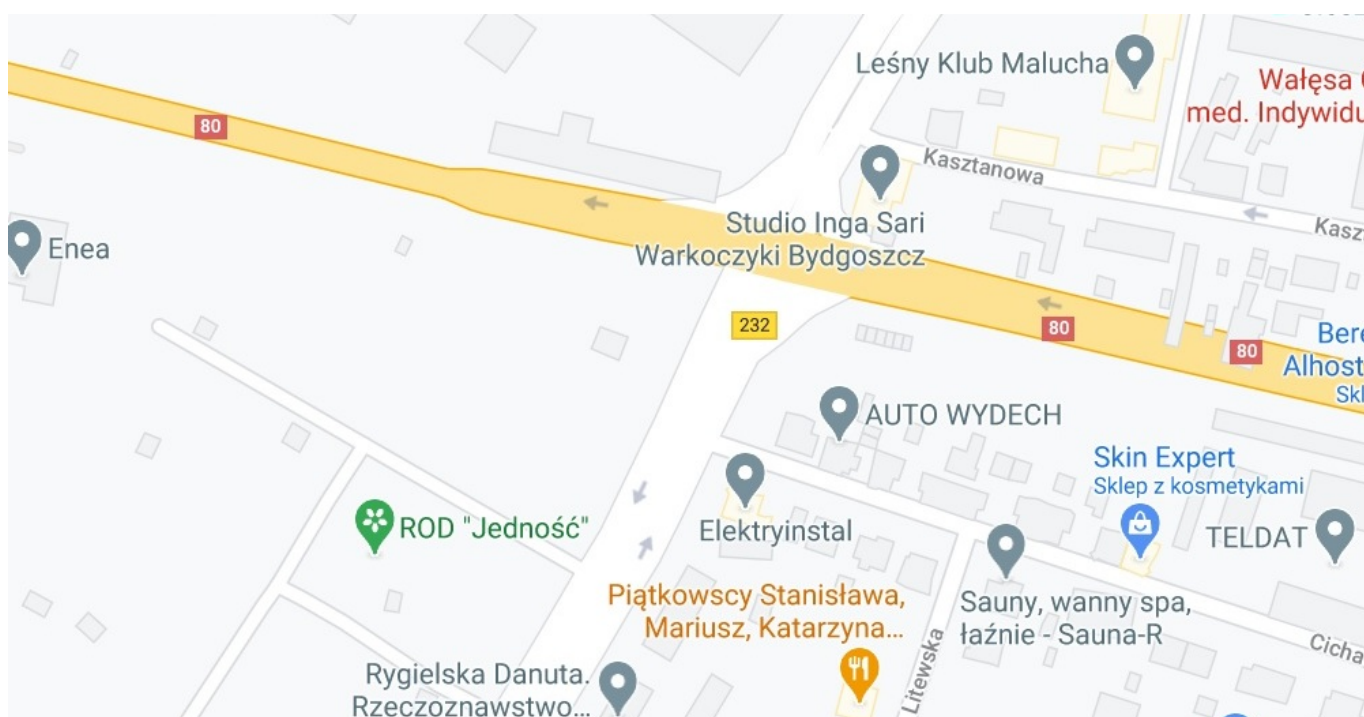 Leśny Klub Malucha
Wałęsa
med. Indywidu
80
Kasztanowa
Kasz
Studio Inga Sari
Warkoczyki Bydgoszcz
Enea
232
80
80
Bere
Alhost
Skl
AUTO WYDECH
Skin Expert
Sklep z kosmetykami
ROD "Jedność"
Elektryinstal
TELDAT
Piątkowscy Stanisława,
Mariusz, Katarzyna...
Sauny, wanny spa,
łaźnie - Sauna-R
Litewska
Cicha
Rygielska Danuta.
Rzeczoznawstwo...